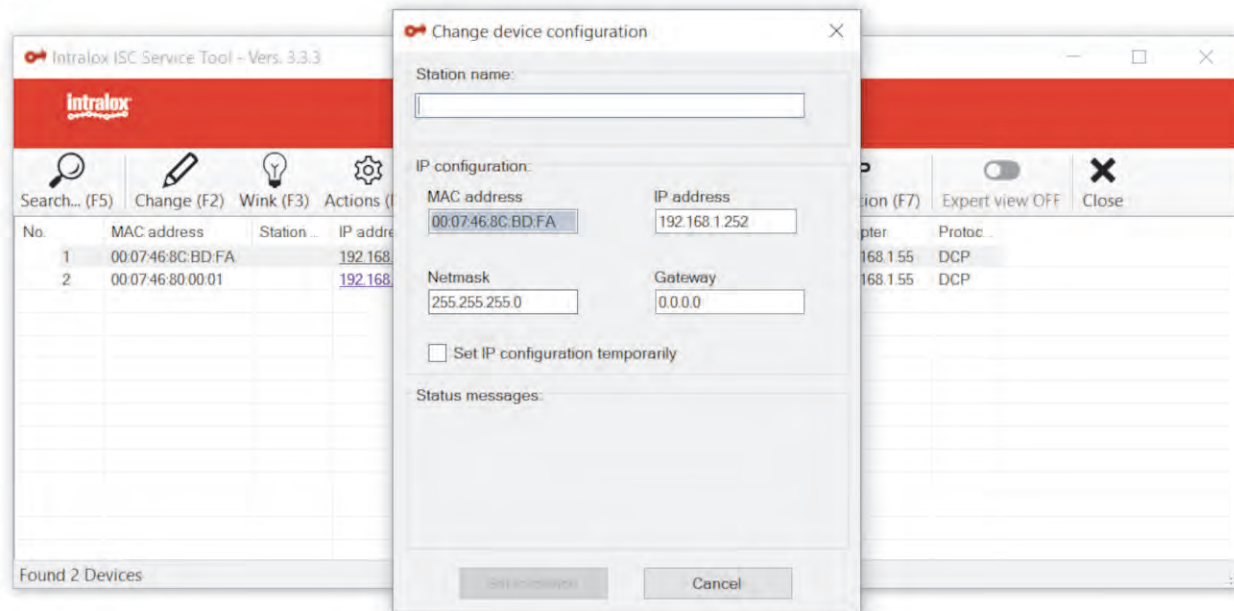 Change device configuration
Intralox ISC Service Tool - Vers. 3.3.3
Station name:
intralox
IP configuration:
MAC address IP address
00:07:46:8C:BD:FA 192.168.1.252
Netmask Gateway
255.255.255.0 0.0.0.0
Set IP configuration temporarily
Status messages:
Cancel
Search... (F5) Change (F2) Wink (F3) Actions (F7) Expert view OFF Close
No. MAC address Station... IP addre Protoc...
1 00:07:46:8C:BD:FA 192.168. 168.1.55 DCP
2 00:07:46:80:00:01 192.168. 168.1.55 DCP
Found 2 Devices